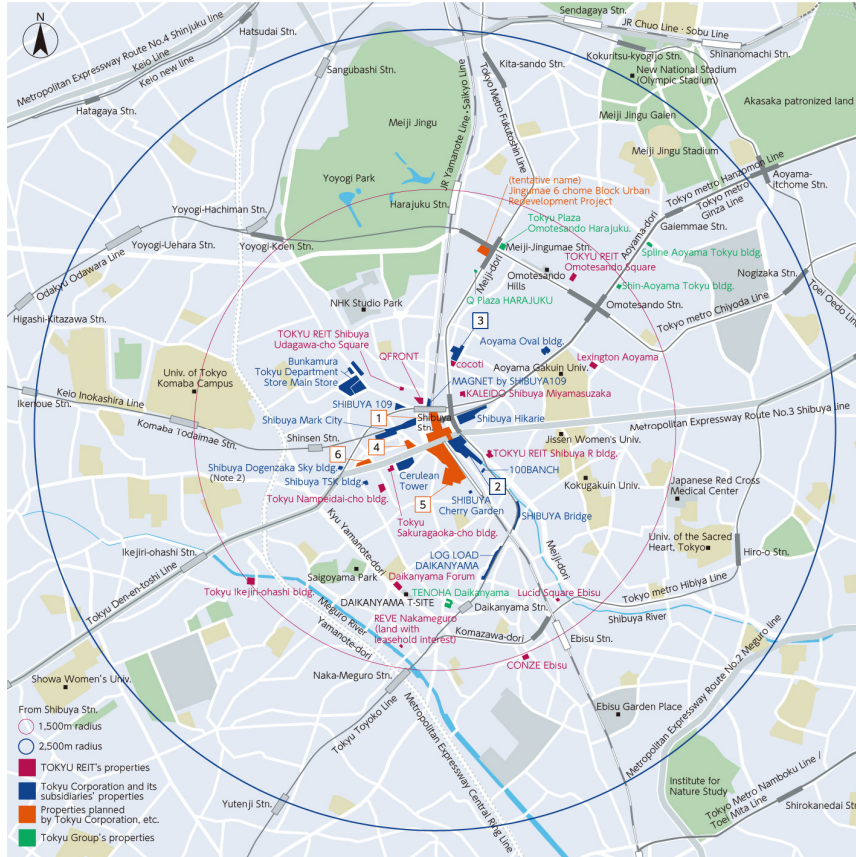 N
Hatsudai Stn.
Sendagaya Stn.
JR Chuo Line・Sobu Line
Metropolitan Expressway Route No.4 Shinjuku line
Keio Line
Keio new line
Hatagaya Stn.
Sangubashi Stn.
Kita-sando Stn.
Kokuritsu-kyogijo Stn.
Shinanomachi Stn.
New National Stadium
(Olympic Stadium)
Akasaka patronized land
Meiji Jingu Gaien
Meiji Jingu
Meiji Jingu Stadium
JR Yamanote Line・Saikyo Line
Tokyo Metro Fukutoshin Line
Tokyo metro Hanzomon Line
Tokyo metro
Ginza Line
Aoyama-
itchome Stn.
(tentative name)
Jingumae 6 chome Block Urban
Redevelopment Project
Yoyogi Park
Harajuku Stn.
Tokyu Plaza
Omotesando Harajuku.
Yoyogi-Hachiman Stn.
Yoyogi-Uehara Stn.
Yoyogi-Koen Stn.
Meiji-Jingumae Stn.
Meiji-dori
Aoyama-dori
Gaiemmae Stn.
TOKYU REIT
Omotesando Square
Spline Aoyama Tokyu bldg.
Odakyu Odawara Line
Omotesando
Hills
Nogizaka Stn.
Shin-Aoyama Tokyu bldg.
Toei Oedo Line
NHK Studio Park
Q Plaza HARAJUKU
Omotesando Stn.
Higashi-Kitazawa Stn.
3
Tokyo metro Chiyoda Line
TOKYU REIT Shibuya
Udagawa-cho Square
Aoyama Oval bldg.
Bunkamura
Tokyu Department
Store Main Store
QFRONT
cocoti
Aoyama Gakuin Univ.
Lexington Aoyama
Univ. of Tokyo
Komaba Campus
MAGNET by SHIBUYA109
KALEIDO Shibuya Miyamasuzaka
Keio Inokashira Line
Ikenoue Stn.
SHIBUYA 109
1
Shibuya
Stn.
Shibuya Hikarie
Metropolitan Expressway Route No.3 Shibuya line
Komaba Todaimae Stn.
Shibuya Mark City
Shinsen Stn.
4
Jissen Women's Univ.
6
TOKYU REIT Shibuya R bldg.
Shibuya Dogenzaka Sky bldg.
(Note 2)
Cerulean
Tower
100BANCH
Shibuya TSK bldg.
2
Kokugakuin Univ.
Japanese Red Cross
Medical Center
Tokyu Nampeidai-cho bldg.
5
SHIBUYA
Cherry Garden
SHIBUYA Bridge
Tokyu
Sakuragaoka-cho bldg.
Kyu Yamanote-dori
Univ. of the Sacred
Heart, Tokyo
Hiro-o Stn.
Ikejiri-ohashi Stn.
LOG LOAD
DAIKANYAMA
Meiji-dori
Saigoyama Park
Tokyu Den-en-toshi Line
Tokyu Ikejiri-ohashi bldg.
Daikanyama Forum
TENOHA Daikanyama
Lucid Square Ebisu
Tokyo metro Hibiya Line
DAIKANYAMA T-SITE
Daikanyama Stn.
Shibuya River
Meguro River
Yamanote-dori
REVE Nakameguro
(land with
leasehold interest)
Komazawa-dori
Ebisu Stn.
CONZE Ebisu
Naka-Meguro Stn.
Metropolitan Expressway Route No.2 Meguro line
Showa Women's Univ.
Tokyu Toyoko Line
Ebisu Garden Place
Metropolitan Expressway Central Ring Line
From Shibuya Stn.
1,500m radius
2,500m radius
TOKYU REIT's properties
Tokyu Corporation and its
subsidiaries' properties
Properties planned
by Tokyu Corporation, etc.
Tokyu Group's properties
Yutenji Stn.
Institute for
Nature Study
Tokyo Metro Namboku Line /
Toei Mita Line
Shirokanedai Stn.